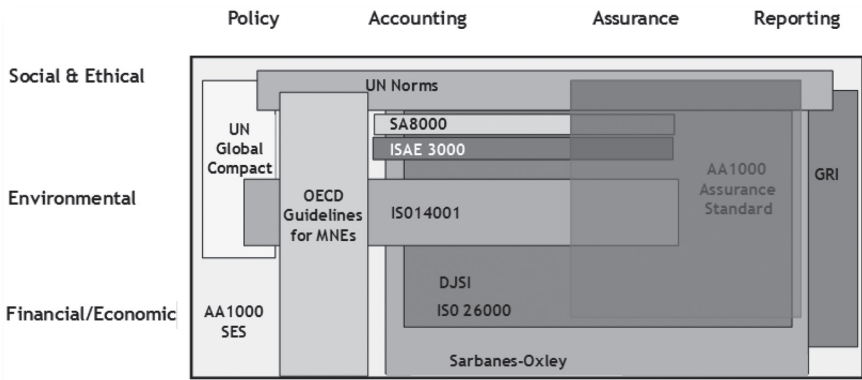 Policy Accounting Assurance Reporting
Social & Ethical
UN Norms
SA8000
UN
Global
Compact
ISAE 3000
AA1000
Assurance
Standard
GRI
Environmental
OECD
Guidelines
for MNEs
IS014001
DJSI
Financial/Economic
AA1000
SES
IS0 26000
Sarbanes-Oxley